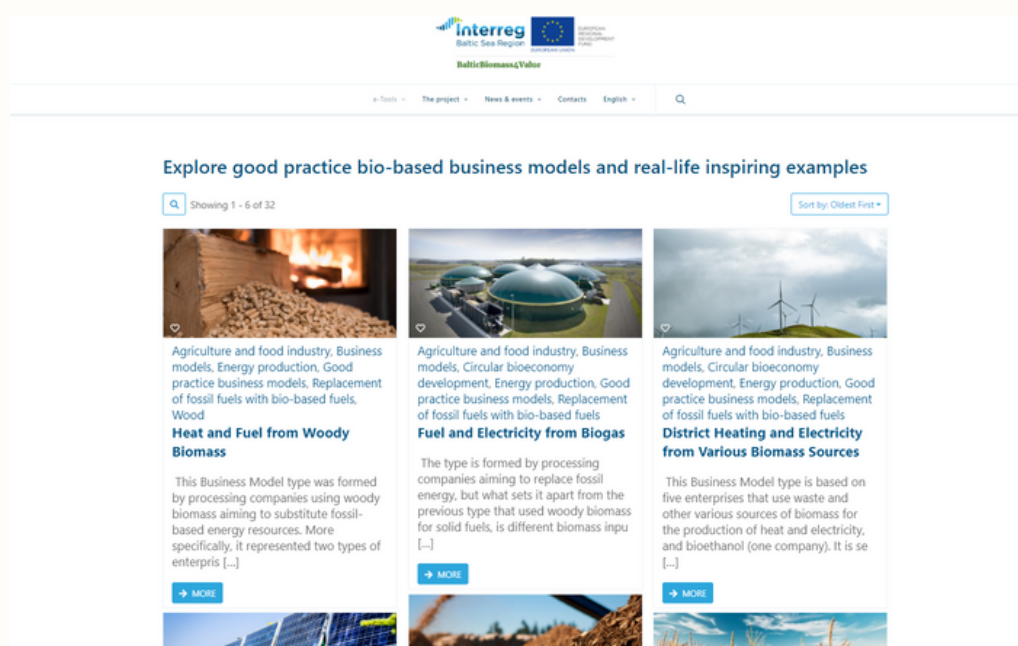 Interreg
Baltic Sea Region
EUROPEAN UNION
EUROPEAN
REGIONAL
DEVELOPMENT
FUND
BalticBiomass4Value
e-Tools
The project
News & events
Contacts
English
Explore good practice bio-based business models and real-life inspiring examples
Showing 1 - 6 of 32
Sort by: Oldest First
Agriculture and food industry, Business
models, Energy production, Good
practice business models, Replacement
of fossil fuels with bio-based fuels,
Wood
Heat and Fuel from Woody
Biomass
This Business Model type was formed
by processing companies using woody
biomass aiming to substitute fossil-
based energy resources. More
specifically, it represented two types of
enterpris [...]
MORE
Agriculture and food industry, Business
models, Circular bioeconomy
development, Energy production, Good
practice business models, Replacement
of fossil fuels with bio-based fuels
Fuel and Electricity from Biogas
The type is formed by processing
companies aiming to replace fossil
energy, but what sets it apart from the
previous type that used woody biomass
for solid fuels, is different biomass inpu
[...]
MORE
Agriculture and food industry, Business
models, Circular bioeconomy
development, Energy production, Good
practice business models, Replacement
of fossil fuels with bio-based fuels
District Heating and Electricity
from Various Biomass Sources
This Business Model type is based on
five enterprises that use waste and
other various sources of biomass for
the production of heat and electricity,
and bioethanol (one company). It is se
[...]
MORE